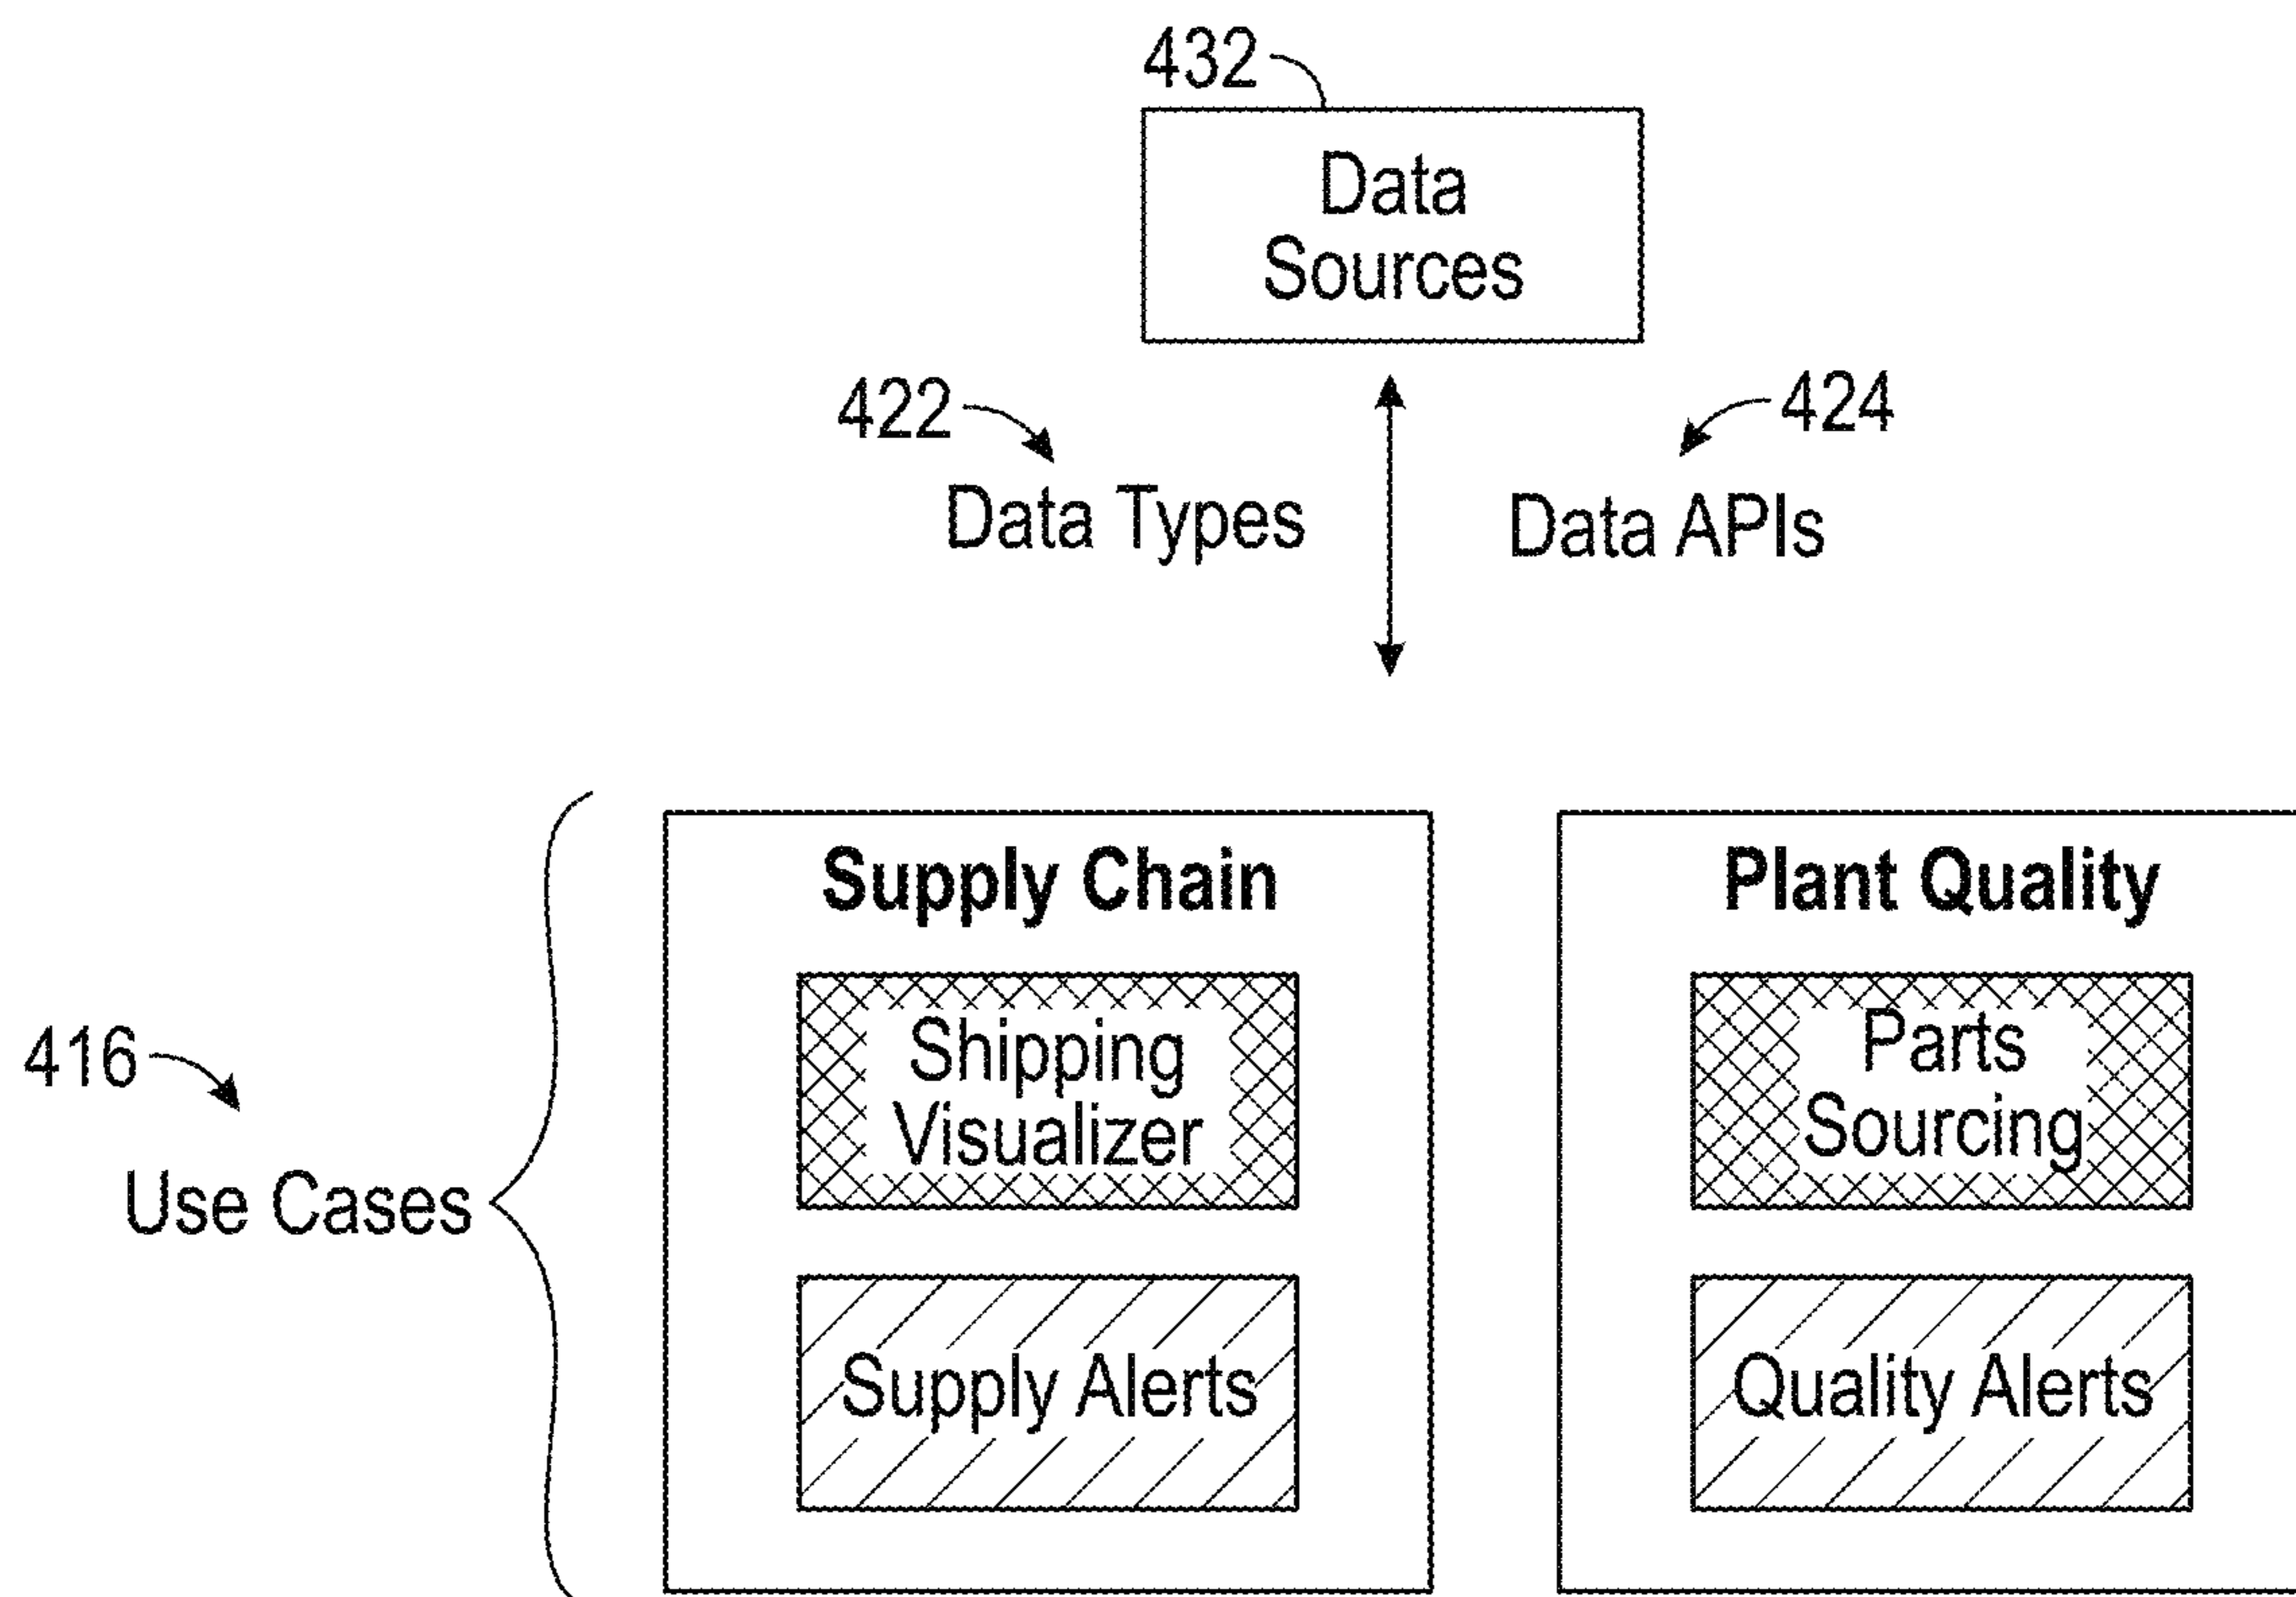 432
Data
Sources
422
424
Data Types
Data APIs
Supply Chain
Plant Quality
416
Use Cases
Shipping
Visualizer
Parts
Sourcing
Supply Alerts
Quality Alerts